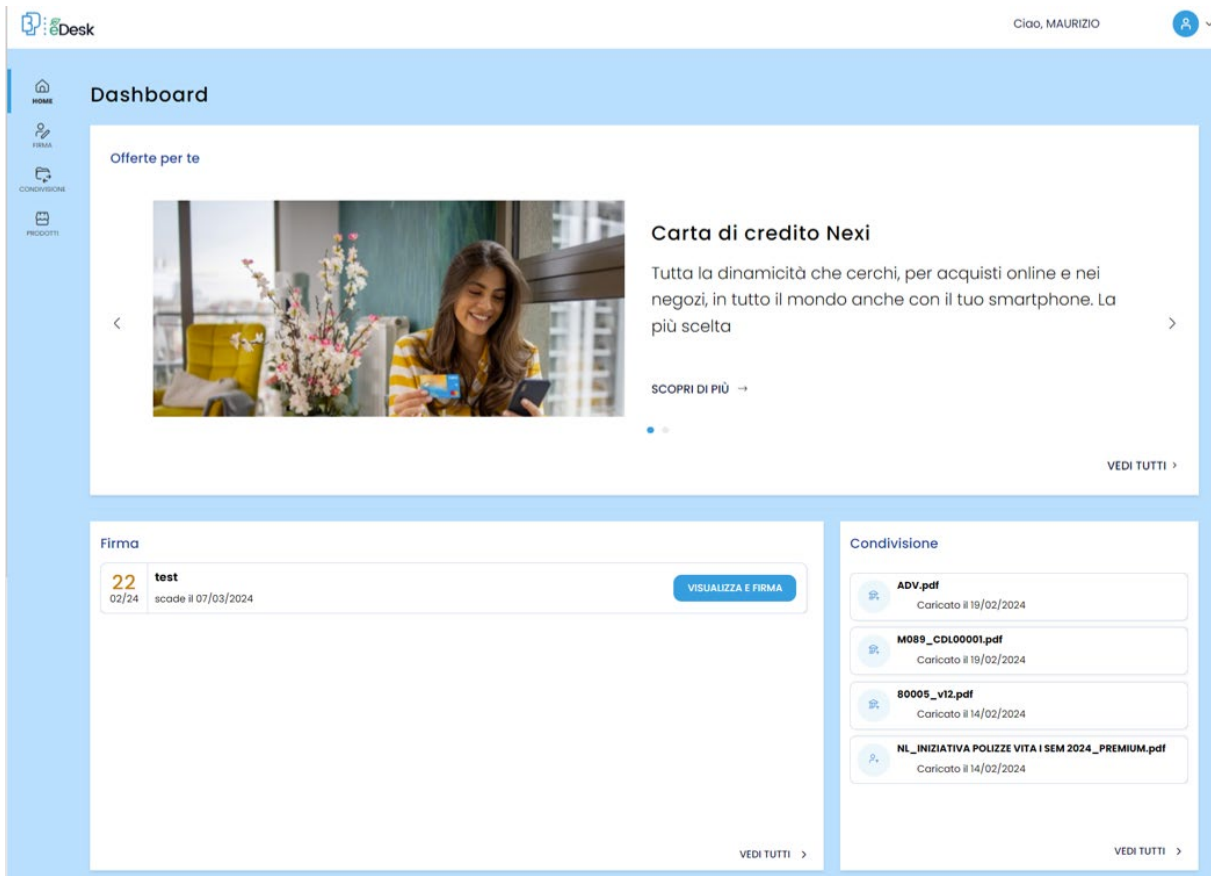 eDesk
Ciao, MAURIZIO
HOME
FIRMA
CONDIVISIONE
PRODOTTI
Dashboard
Offerte per te
Carta di credito Nexi
Tutta la dinamicità che cerchi, per acquisti online e nei
negozi, in tutto il mondo anche con il tuo smartphone. La
più scelta
SCOPRI DI PIÙ →
VEDI TUTTI >
Firma
22
02/24
test
scade il 07/03/2024
VISUALIZZA E FIRMA
VEDI TUTTI >
Condivisione
ADV.pdf
Caricato il 19/02/2024
M089_CDL00001.pdf
Caricato il 19/02/2024
80005_v12.pdf
Caricato il 14/02/2024
NL_INIZIATIVA POLIZZE VITA I SEM 2024_PREMIUM.pdf
Caricato il 14/02/2024
VEDI TUTTI >